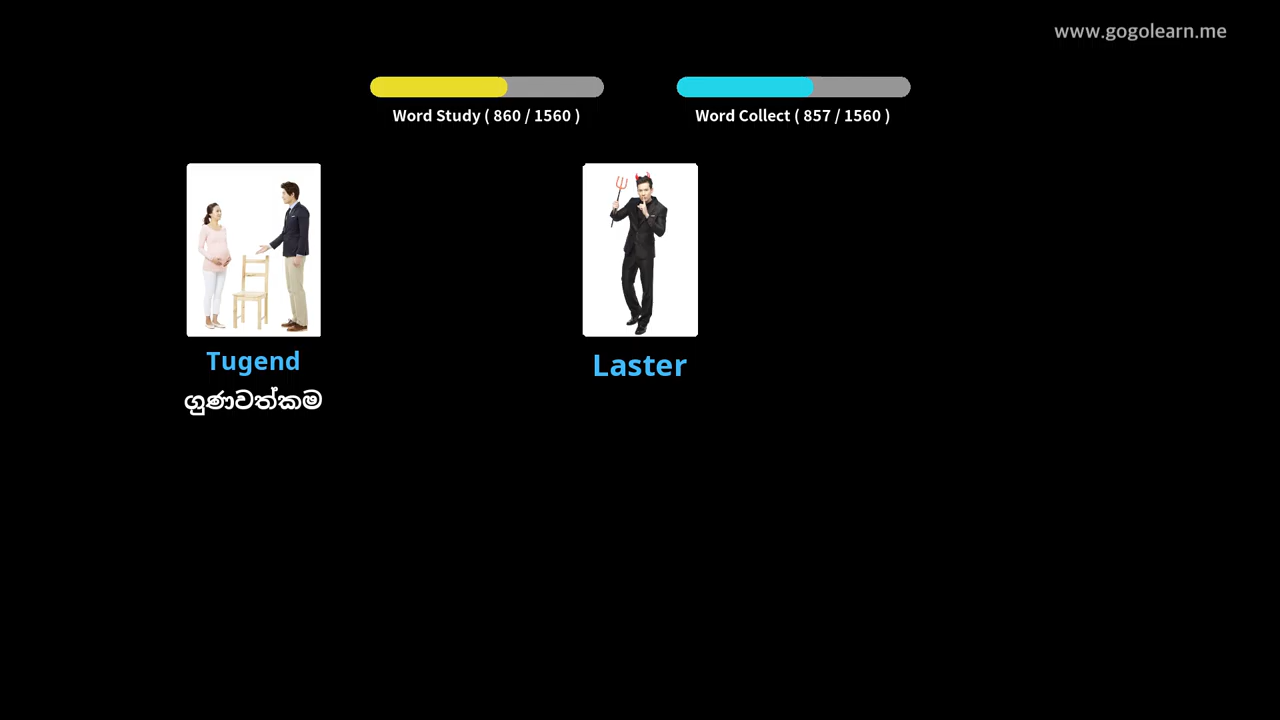 www.gogolearn.me
Word Study ( 860 / 1560 )
Word Collect ( 857 / 1560 )
Tugend
Laster
ගුණවත්කම